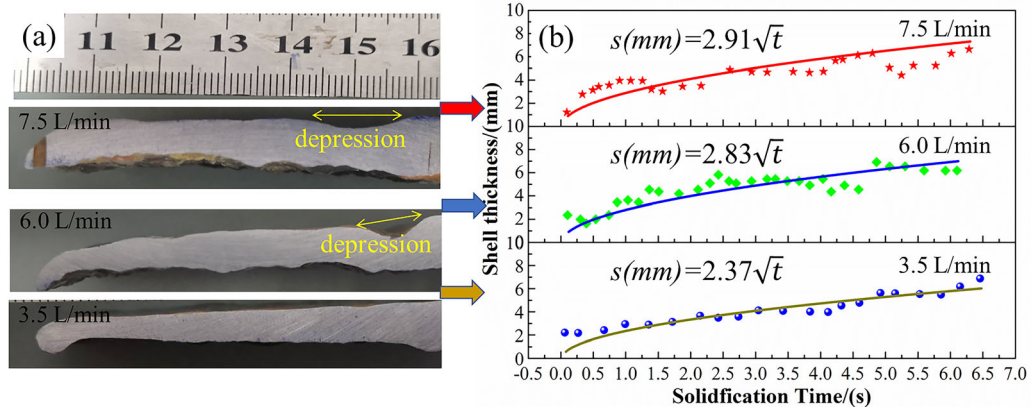 (a)
11 12 13 14 15 16
7.5 L/min
depression
6.0 L/min
depression
3.5 L/min
(b)
10
8
6
4
2
10
8
6
4
2
10
8
6
4
2
0
Shell thickness/(mm)
s(mm)=2.91√t
7.5 L/min
s(mm)=2.83√t
6.0 L/min
s(mm)=2.37√t
3.5 L/min
-0.5 0.0 0.5 1.0 1.5 2.0 2.5 3.0 3.5 4.0 4.5 5.0 5.5 6.0 6.5 7.0
Solidfication Time/(s)